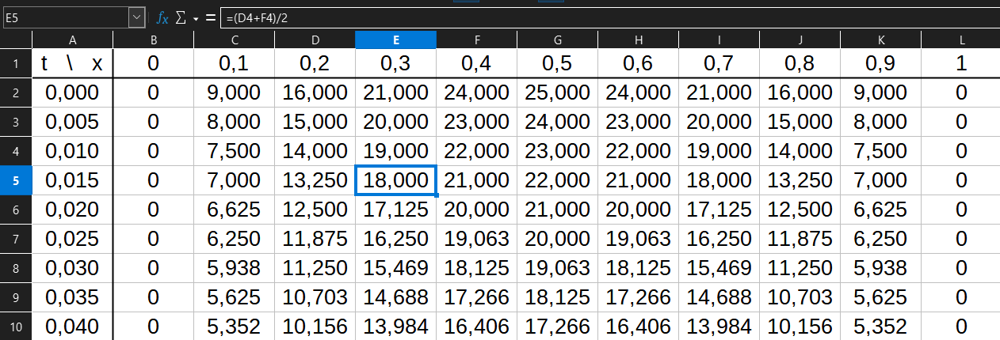 E5 fx Σ = =(D4+F4)/2
A B C D E F G H I J K L
1 t \ x 0 0,1 0,2 0,3 0,4 0,5 0,6 0,7 0,8 0,9 1
2 0,000 0 9,000 16,000 21,000 24,000 25,000 24,000 21,000 16,000 9,000 0
3 0,005 0 8,000 15,000 20,000 23,000 24,000 23,000 20,000 15,000 8,000 0
4 0,010 0 7,500 14,000 19,000 22,000 23,000 22,000 19,000 14,000 7,500 0
5 0,015 0 7,000 13,250 18,000 21,000 22,000 21,000 18,000 13,250 7,000 0
6 0,020 0 6,625 12,500 17,125 20,000 21,000 20,000 17,125 12,500 6,625 0
7 0,025 0 6,250 11,875 16,250 19,063 20,000 19,063 16,250 11,875 6,250 0
8 0,030 0 5,938 11,250 15,469 18,125 19,063 18,125 15,469 11,250 5,938 0
9 0,035 0 5,625 10,703 14,688 17,266 18,125 17,266 14,688 10,703 5,625 0
10 0,040 0 5,352 10,156 13,984 16,406 17,266 16,406 13,984 10,156 5,352 0